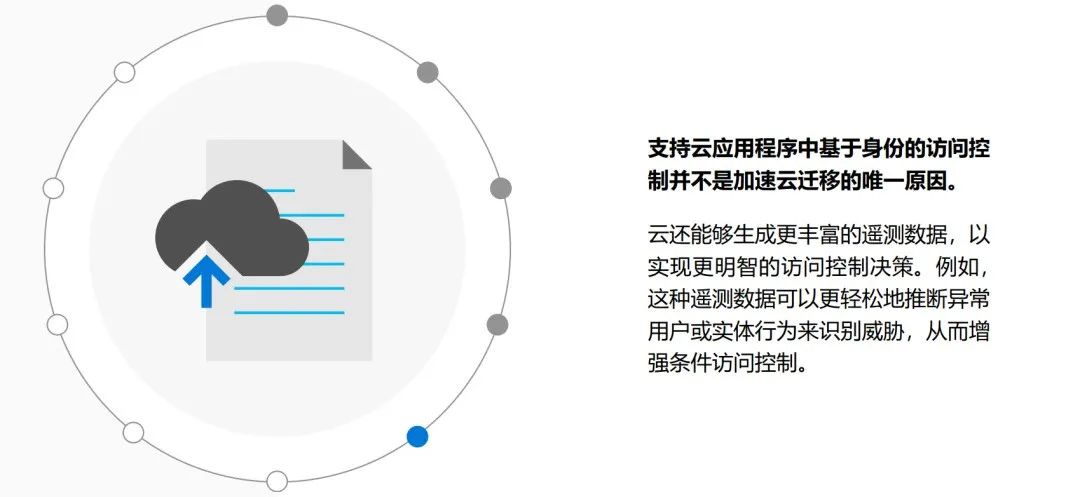 支持云应用程序中基于身份的访问控
制并不是加速云迁移的唯一原因。
云还能够生成更丰富的遥测数据，以
实现更明智的访问控制决策。例如，
这种遥测数据可以更轻松地推断异常
用户或实体行为来识别威胁，从而增
强条件访问控制。